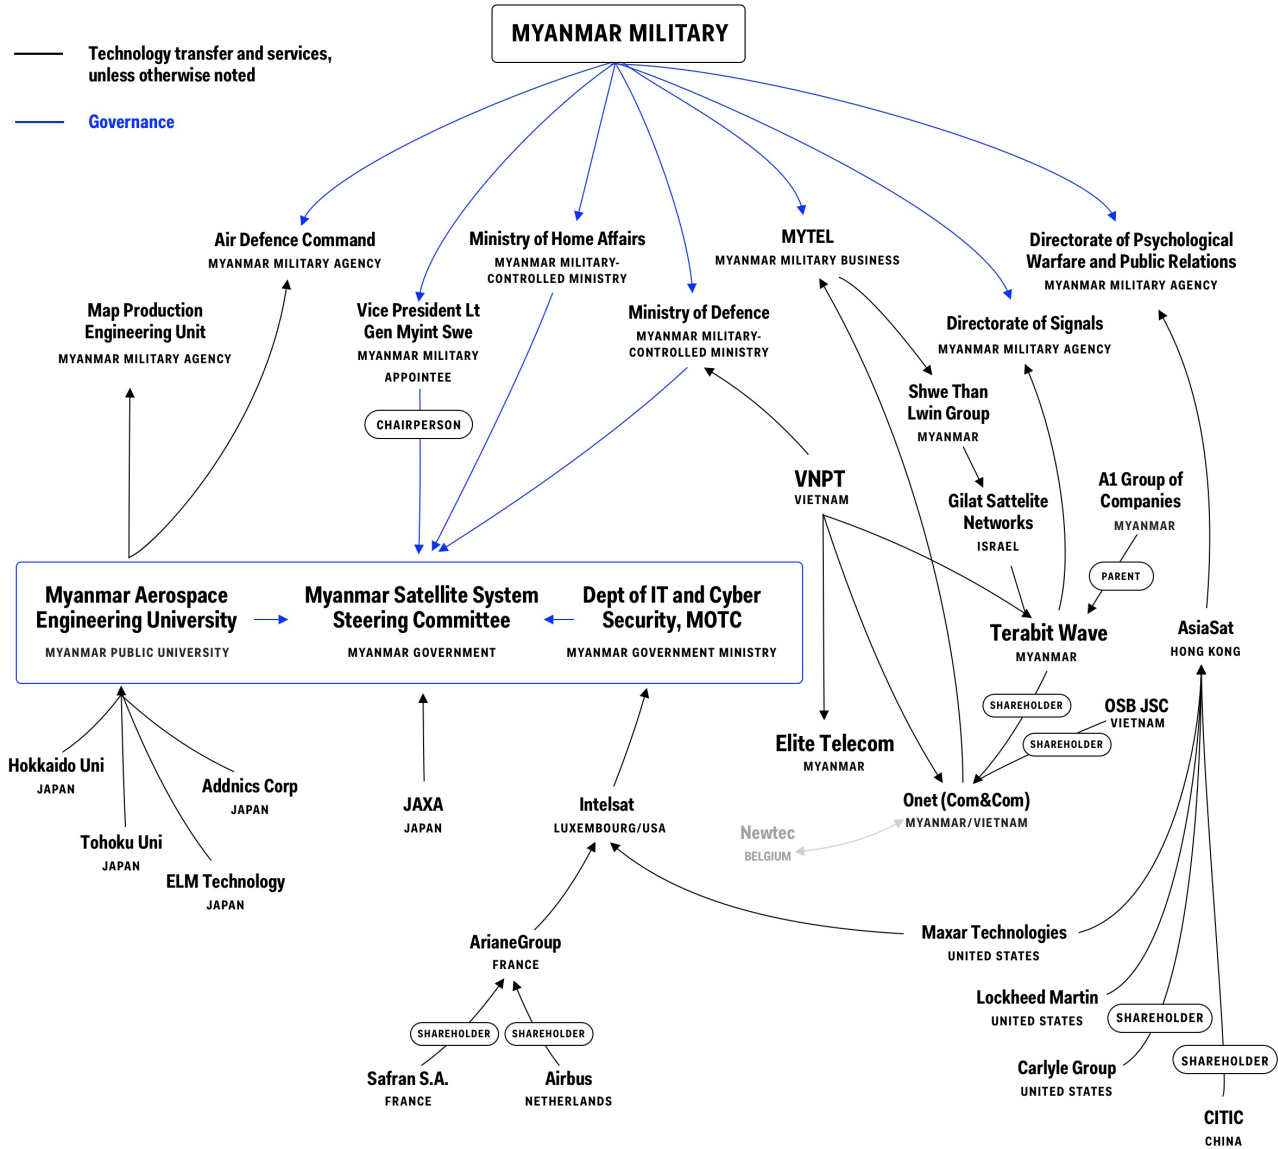 MYANMAR MILITARY
Technology transfer and services,
unless otherwise noted
Governance
Air Defence Command
MYANMAR MILITARY AGENCY
Ministry of Home Affairs
MYANMAR MILITARY-
CONTROLLED MINISTRY
MYTEL
MYANMAR MILITARY BUSINESS
Directorate of Psychological
Warfare and Public Relations
MYANMAR MILITARY AGENCY
Map Production
Engineering Unit
MYANMAR MILITARY AGENCY
Vice President Lt
Gen Myint Swe
MYANMAR MILITARY
APPOINTEE
CHAIRPERSON
Ministry of Defence
MYANMAR MILITARY-
CONTROLLED MINISTRY
Directorate of Signals
MYANMAR MILITARY AGENCY
Shwe Than
Lwin Group
MYANMAR
VNPT
VIETNAM
Gilat Sattelite
Networks
ISRAEL
A1 Group of
Companies
MYANMAR
PARENT
Myanmar Aerospace
Engineering University
MYANMAR PUBLIC UNIVERSITY
Myanmar Satellite System
Steering Committee
MYANMAR GOVERNMENT
Dept of IT and Cyber
Security, MOTC
MYANMAR GOVERNMENT MINISTRY
Terabit Wave
MYANMAR
AsiaSat
HONG KONG
SHAREHOLDER
OSB JSC
VIETNAM
SHAREHOLDER
Elite Telecom
MYANMAR
Hokkaido Uni
JAPAN
Addnics Corp
JAPAN
Tohoku Uni
JAPAN
ELM Technology
JAPAN
JAXA
JAPAN
Intelsat
LUXEMBOURG/USA
Onet (Com&Com)
MYANMAR/VIETNAM
Newtec
BELGIUM
ArianeGroup
FRANCE
Maxar Technologies
UNITED STATES
Lockheed Martin
UNITED STATES
SHAREHOLDER
SHAREHOLDER
SHAREHOLDER
Safran S.A.
FRANCE
Airbus
NETHERLANDS
Carlyle Group
UNITED STATES
SHAREHOLDER
CITIC
CHINA